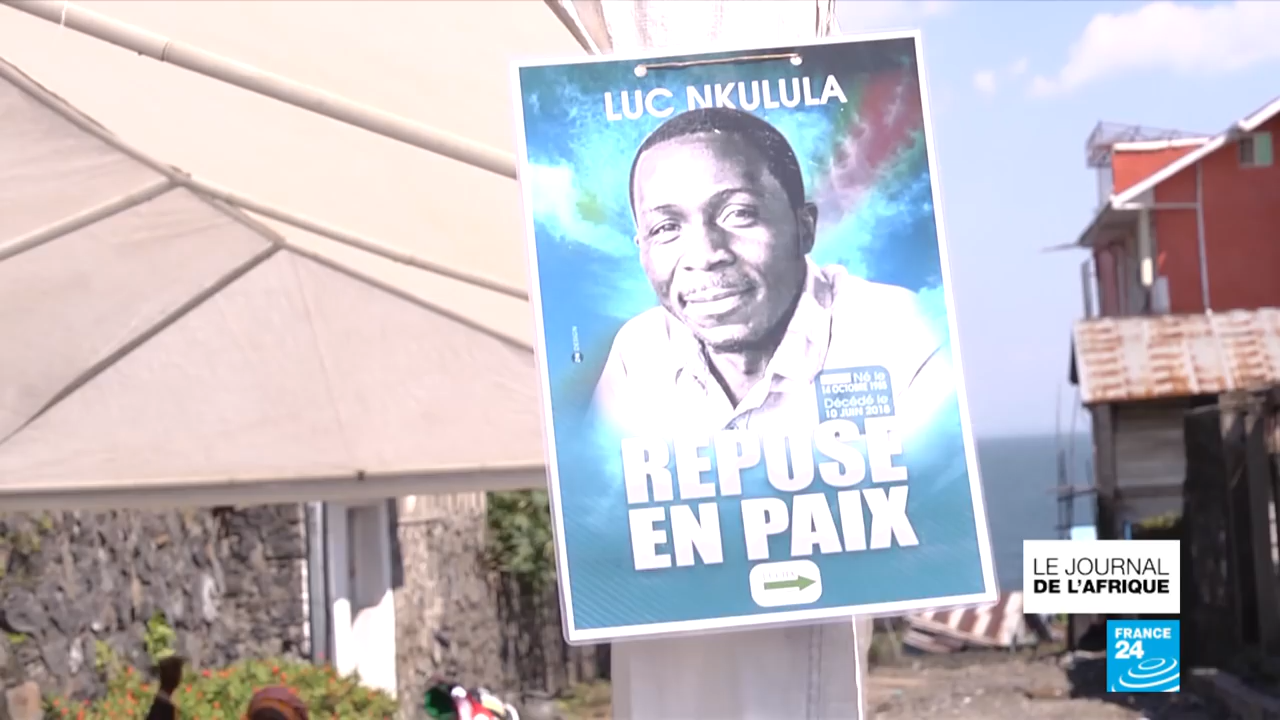 LUC NKULULA
Né le
14 OCTOBRE 1985
Décédé le
10 JUIN 2018
REPOSE
EN PAIX
LE JOURNAL
DE L'AFRIQUE
FRANCE
24